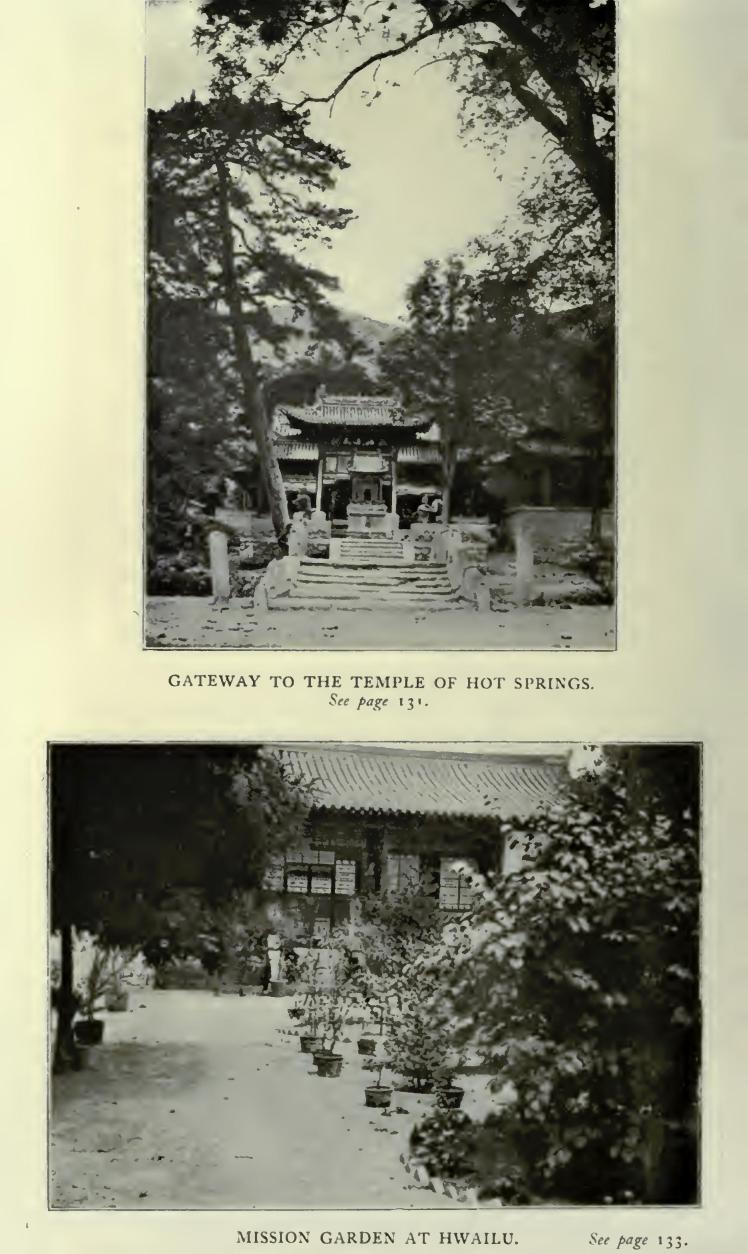 GATEWAY TO THE TEMPLE OF HOT SPRINGS.
See page 131.
MISSION GARDEN AT HWAILU. See page 133.